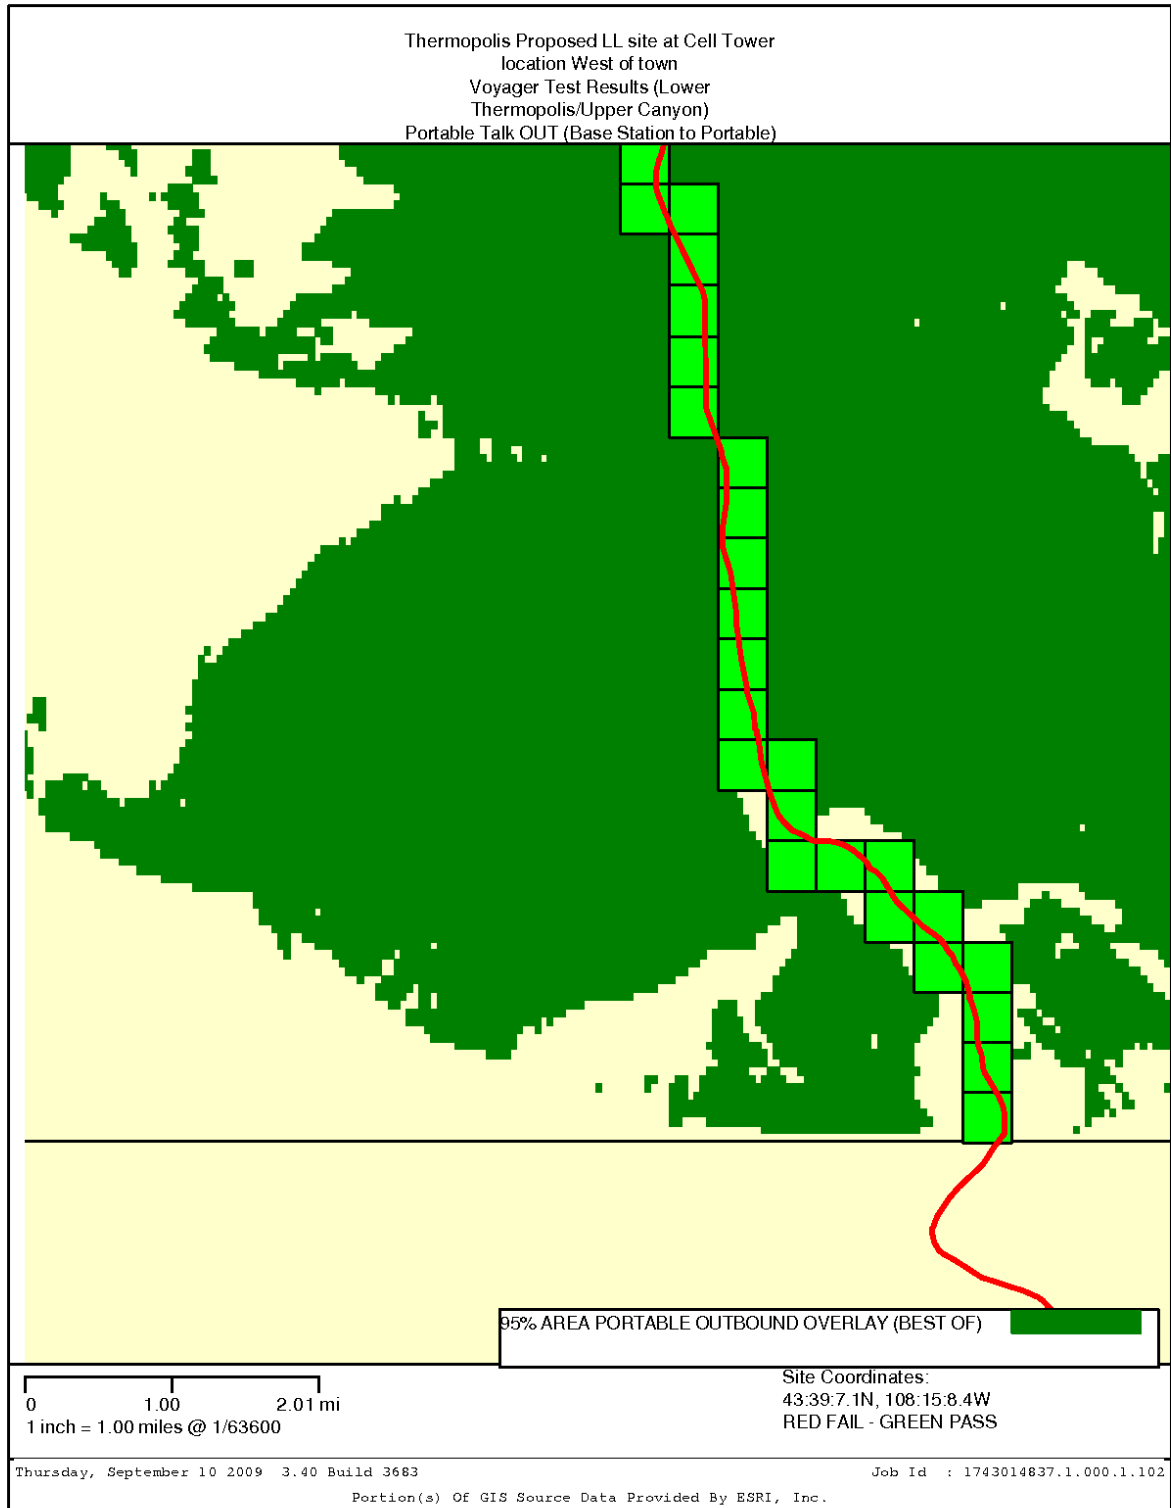 Thermopolis Proposed LL site at Cell Tower
location West of town
Voyager Test Results (Lower
Thermopolis/Upper Canyon)
Portable Talk OUT (Base Station to Portable)
95% AREA PORTABLE OUTBOUND OVERLAY (BEST OF)
0 1.00 2.01 mi
1 inch = 1.00 miles @ 1/63600
Site Coordinates:
43:39:7.1N, 108:15:8.4W
RED FAIL - GREEN PASS
Thursday, September 10 2009 3.40 Build 3683 Job Id : 1743014837.1.000.1.102
Portion(s) Of GIS Source Data Provided By ESRI, Inc.